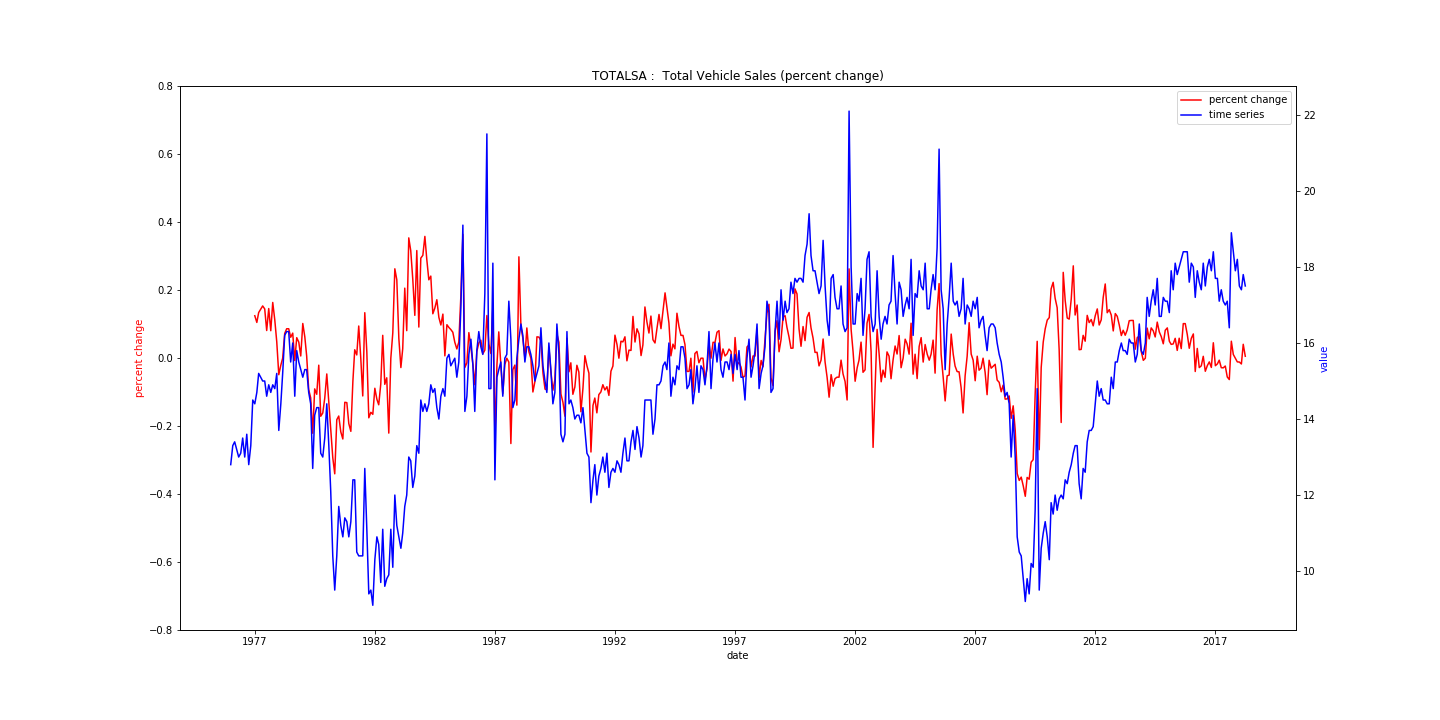 TOTALSA :  Total Vehicle Sales (percent change)
percent change
time series
0.8
0.6
0.4
0.2
0.0
−0.2
−0.4
−0.6
−0.8
percent change
22
20
18
16
14
12
10
value
1977 1982 1987 1992 1997 2002 2007 2012 2017
date